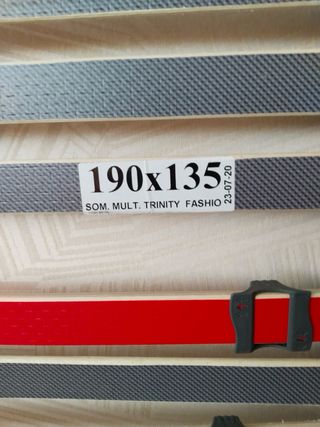 190x135
SOM. MULT. TRINITY FASHIO
23-07-20